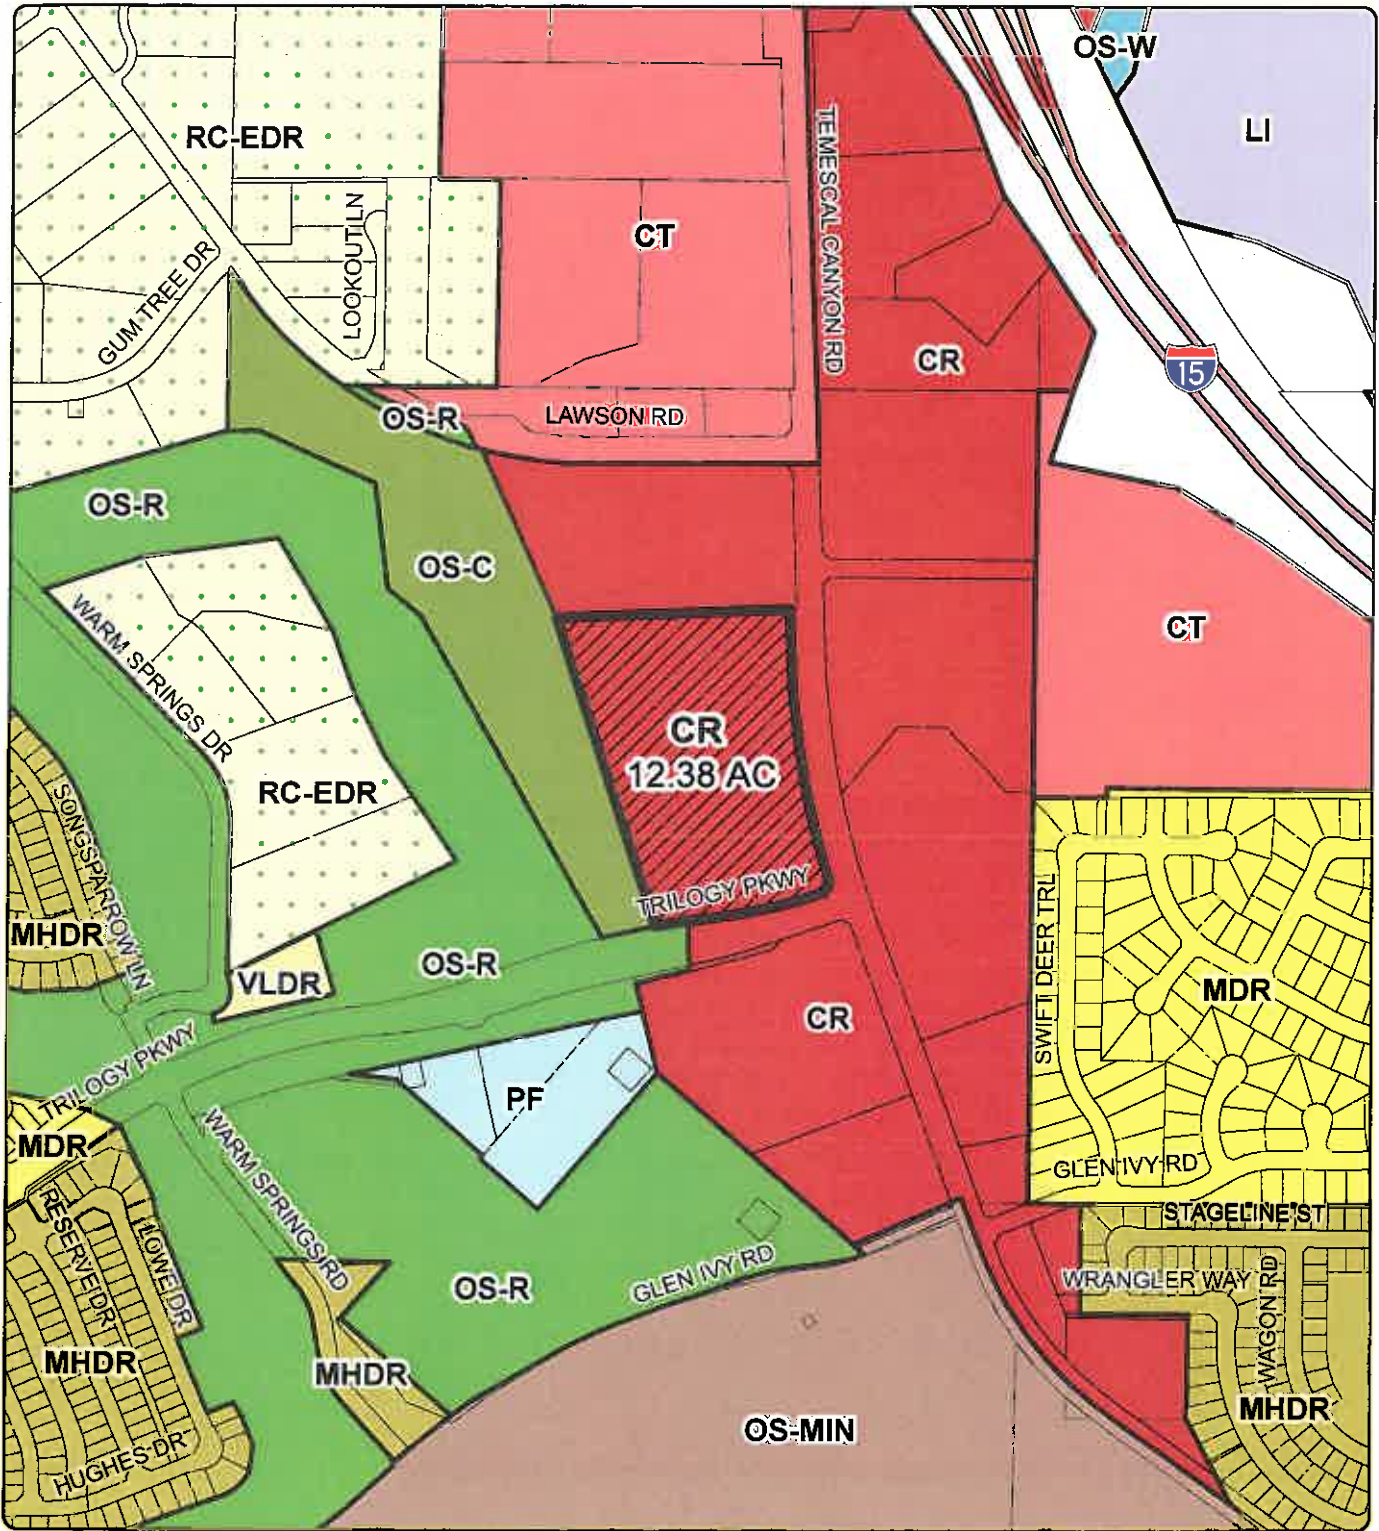 OS-W
LI
RC-EDR
TEMESCAL CANYON RD
LOOKOUT LN
CT
GUM TREE DR
CR
15
OS-R
LAWSON RD
OS-R
OS-C
WARM SPRINGS DR
CT
CR
12.38 AC
RC-EDR
SONGSPARROW LN
TRILOGY PKWY
SWIFT DEER TRL
MHDR
OS-R
VLDR
MDR
CR
TRILOGY PKWY
PF
WARM SPRINGS RD
MDR
GLEN IVY RD
RESERVE DR
LOWE DR
STAGELINE ST
GLEN IVY RD
WRANGLER WAY
OS-R
WAGON RD
MHDR
MHDR
MHDR
OS-MIN
HUGHES DR